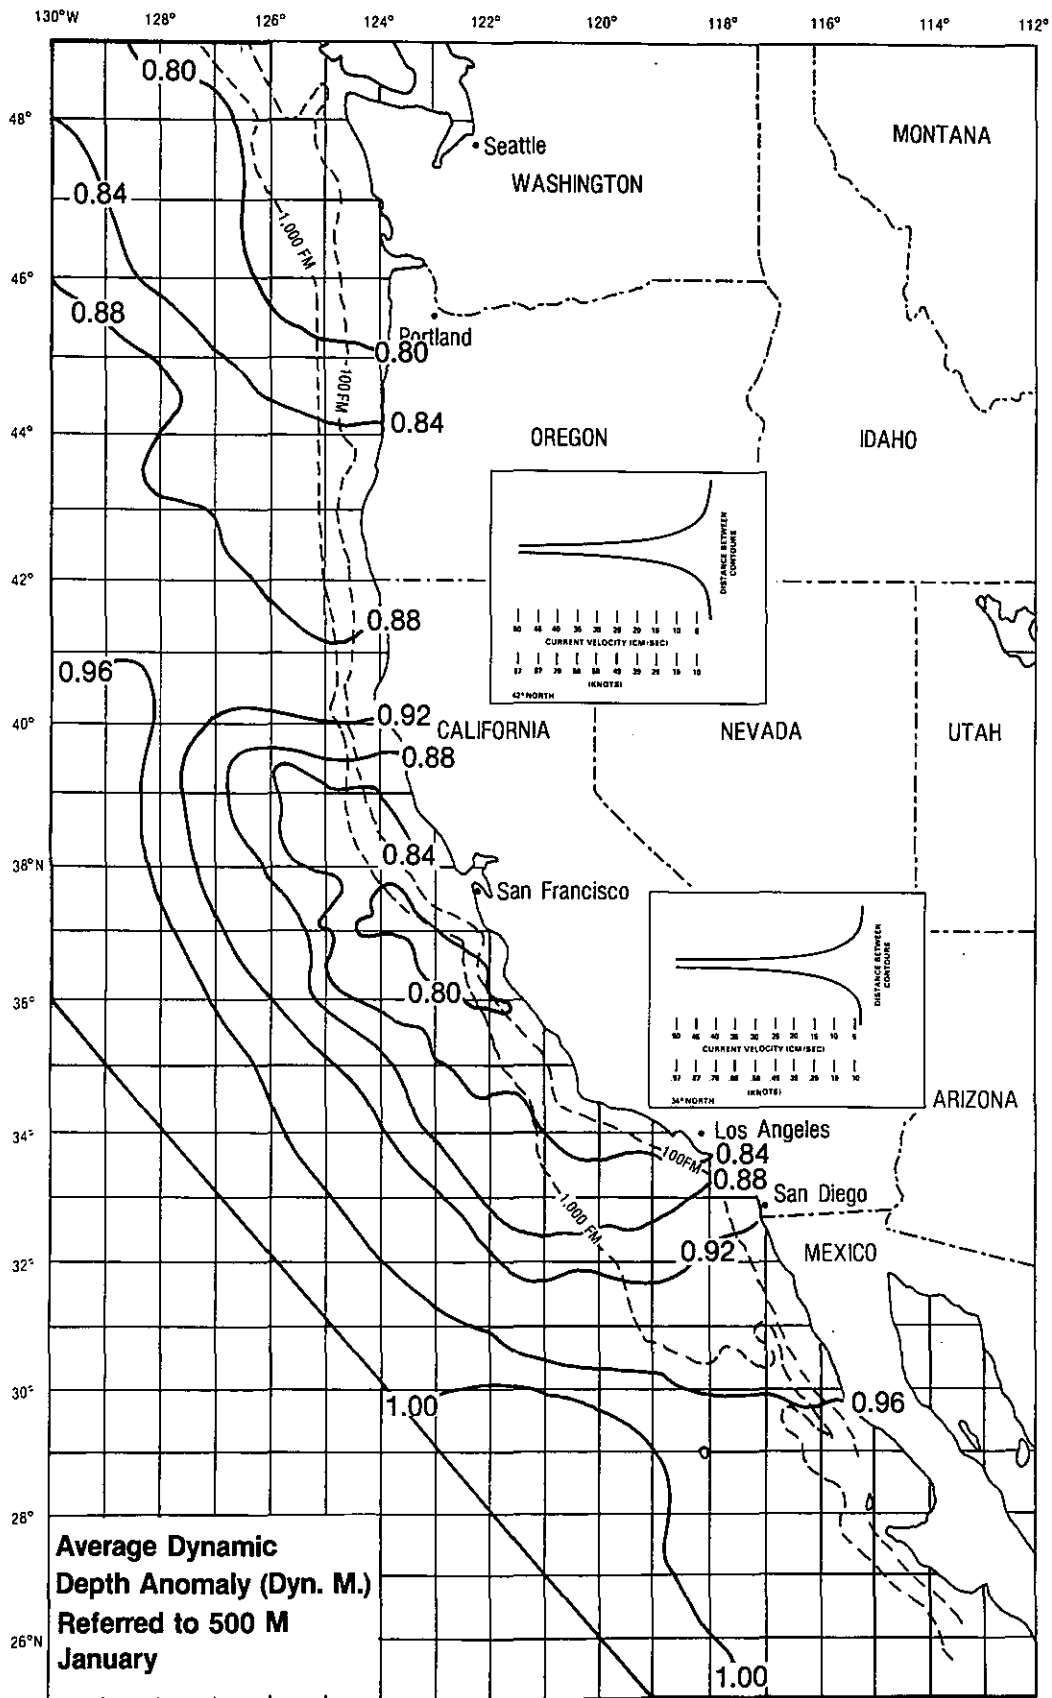 130°W 128° 126° 124° 122° 120° 118° 116° 114° 112°
0.80
48°
Seattle
MONTANA
WASHINGTON
0.84
1,000 FM
46°
0.88
Portland
0.80
100FM
0.84
44°
OREGON
IDAHO
DISTANCE BETWEEN
CONTOURS
42°
CURRENT VELOCITY (CM/SEC)
(KNOTS)
42° NORTH
0.88
0.96
0.92
40°
CALIFORNIA
NEVADA
UTAH
0.88
0.84
38°N
San Francisco
DISTANCE BETWEEN
CONTOURS
0.80
36°
CURRENT VELOCITY (CM/SEC)
(KNOTS)
34° NORTH
ARIZONA
34°
Los Angeles
100FM
0.84
0.88
San Diego
1,000 FM
0.92
MEXICO
32°
30°
1.00
0.96
28°
Average Dynamic
Depth Anomaly (Dyn. M.)
Referred to 500 M
January
26°N
1.00